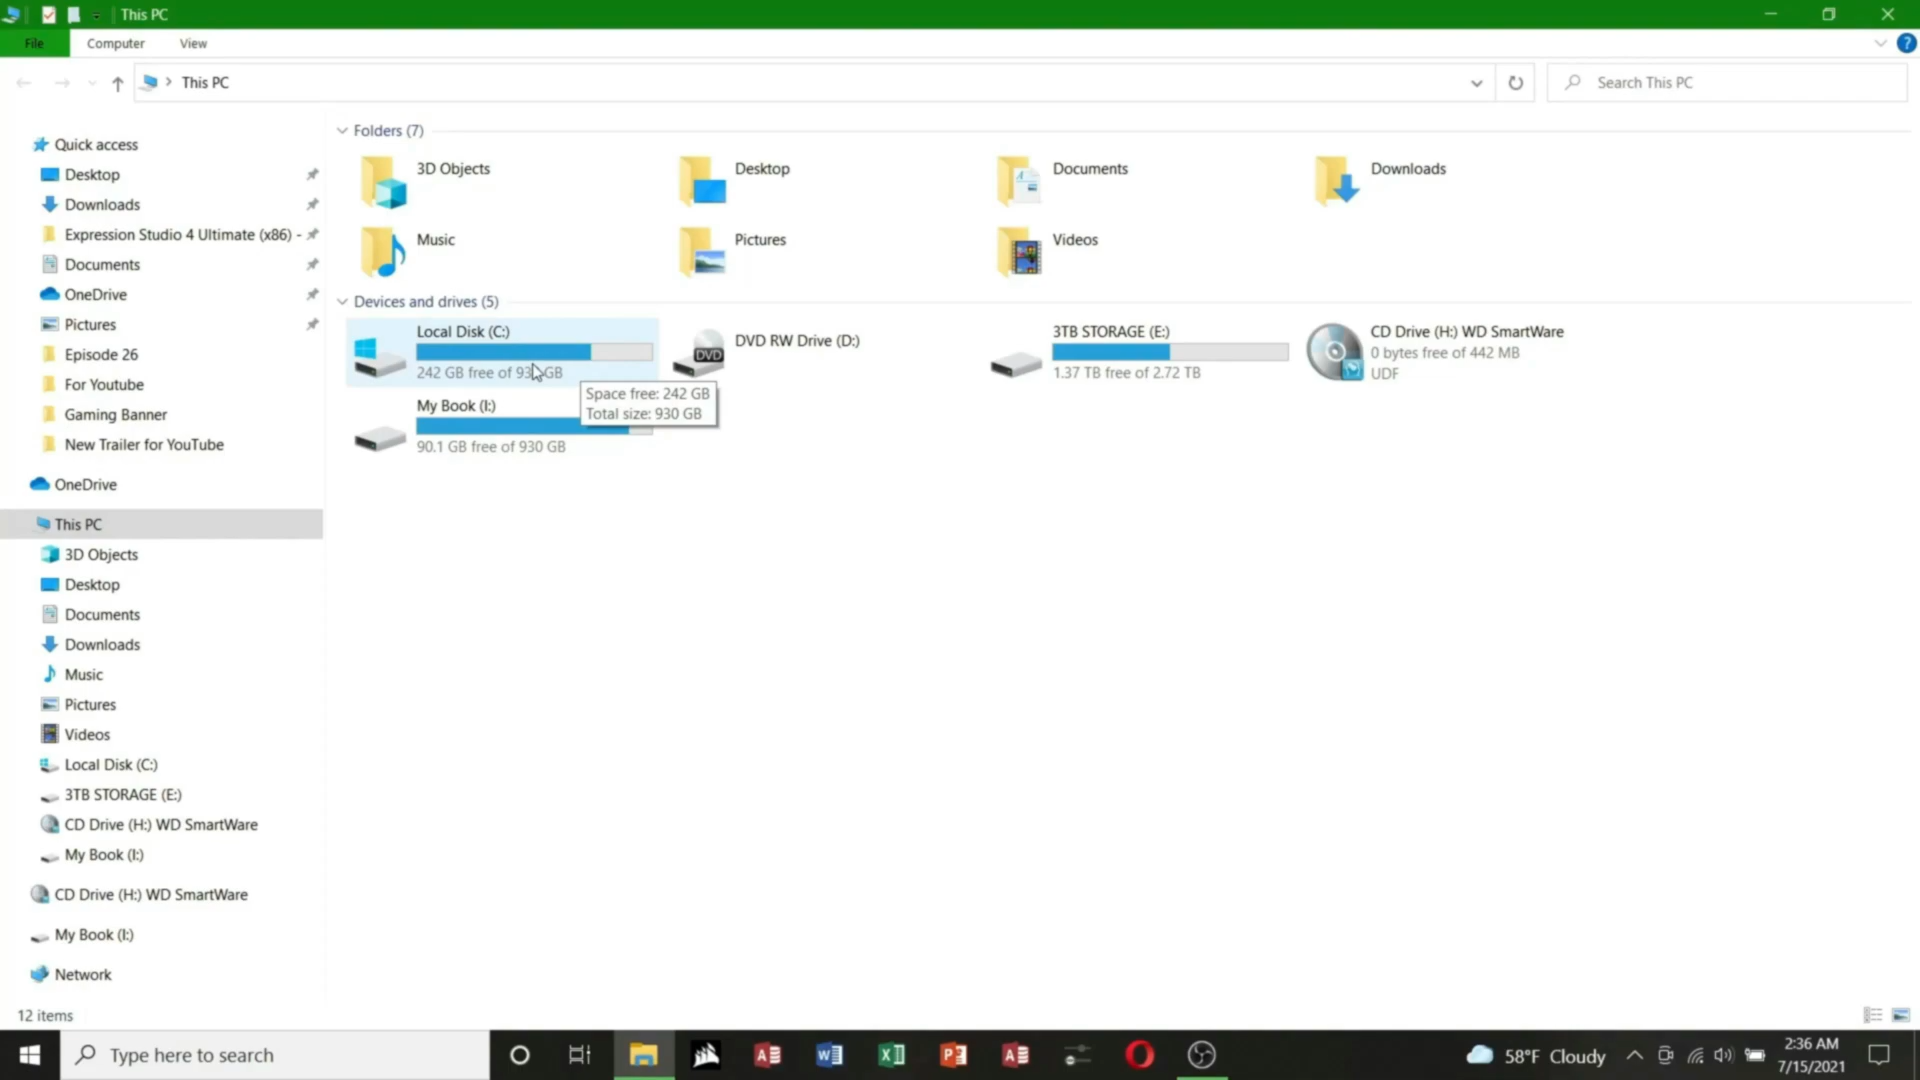 This PC
File
Computer
View
?
This PC
Search This PC
Quick access
Desktop
Downloads
Expression Studio 4 Ultimate (x86) -
Documents
OneDrive
Pictures
Episode 26
For Youtube
Gaming Banner
New Trailer for YouTube
OneDrive
This PC
3D Objects
Desktop
Documents
Downloads
Music
Pictures
Videos
Local Disk (C:)
3TB STORAGE (E:)
CD Drive (H:) WD SmartWare
My Book (I:)
CD Drive (H:) WD SmartWare
My Book (I:)
Network
Folders (7)
3D Objects
Desktop
Documents
Downloads
Music
Pictures
Videos
Devices and drives (5)
Local Disk (C:)
242 GB free of 930 GB
DVD
DVD RW Drive (D:)
3TB STORAGE (E:)
1.37 TB free of 2.72 TB
CD Drive (H:) WD SmartWare
0 bytes free of 442 MB
UDF
Space free: 242 GB
Total size: 930 GB
My Book (I:)
90.1 GB free of 930 GB
12 items
Type here to search
58°F Cloudy
2:36 AM
7/15/2021